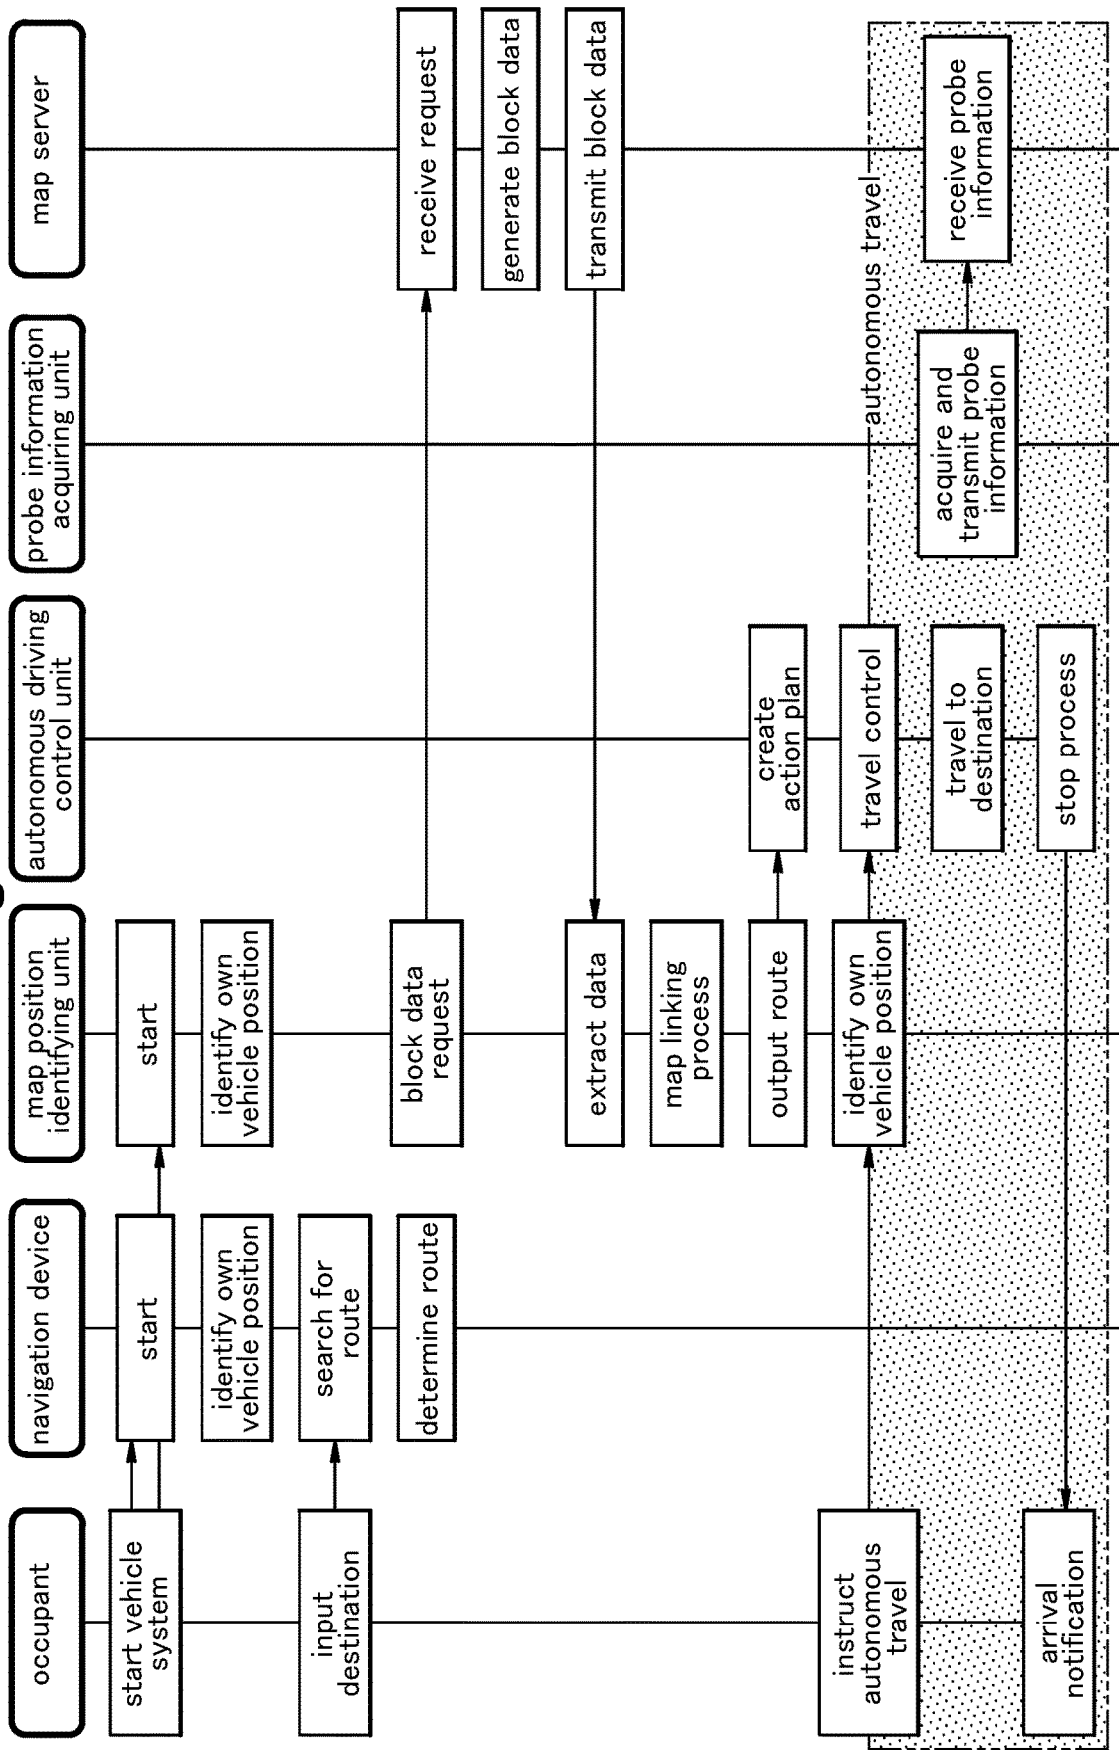 occupant
navigation device
map position
identifying unit
autonomous driving
control unit
probe information
acquiring unit
map server
start vehicle
system
start
start
identify own
vehicle position
identify own
vehicle position
input
destination
search for
route
determine route
block data
request
receive request
generate block data
transmit block data
extract data
map linking
process
output route
create
action plan
instruct
autonomous
travel
identify own
vehicle position
travel control
autonomous travel
travel to
destination
acquire and
transmit probe
information
receive probe
information
stop process
arrival
notification